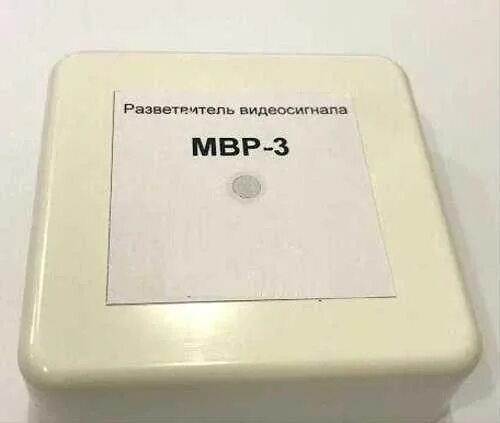 Разветвитель видеосигнала
МВР-3